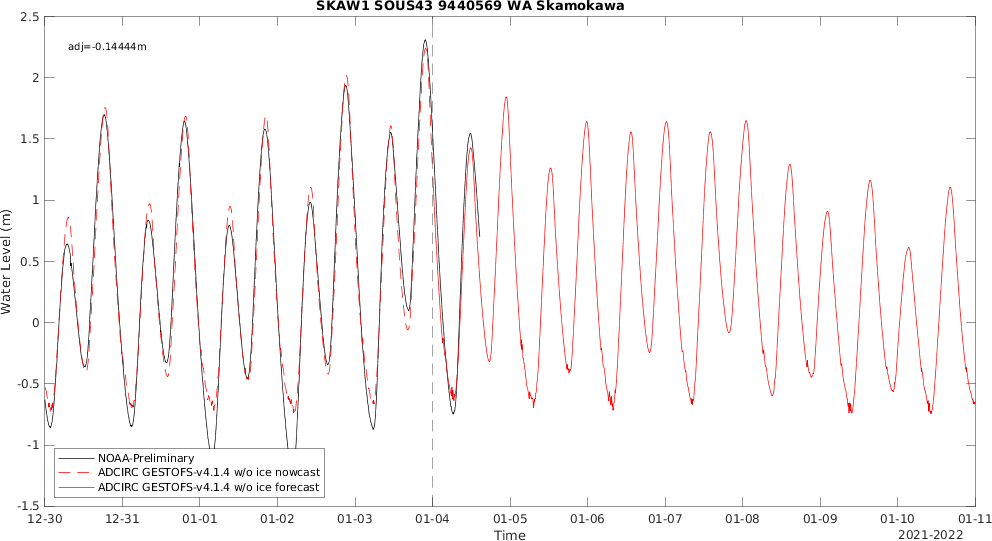 SKAW1 SOUS43 9440569 WA Skamokawa
adj=-0.14444m
Water Level (m)
2.5
2
1.5
1
0.5
0
-0.5
-1
-1.5
NOAA-Preliminary
ADCIRC GESTOFS-v4.1.4 w/o ice nowcast
ADCIRC GESTOFS-v4.1.4 w/o ice forecast
12-30 12-31 01-01 01-02 01-03 01-04 01-05 01-06 01-07 01-08 01-09 01-10 01-11
Time
2021-2022